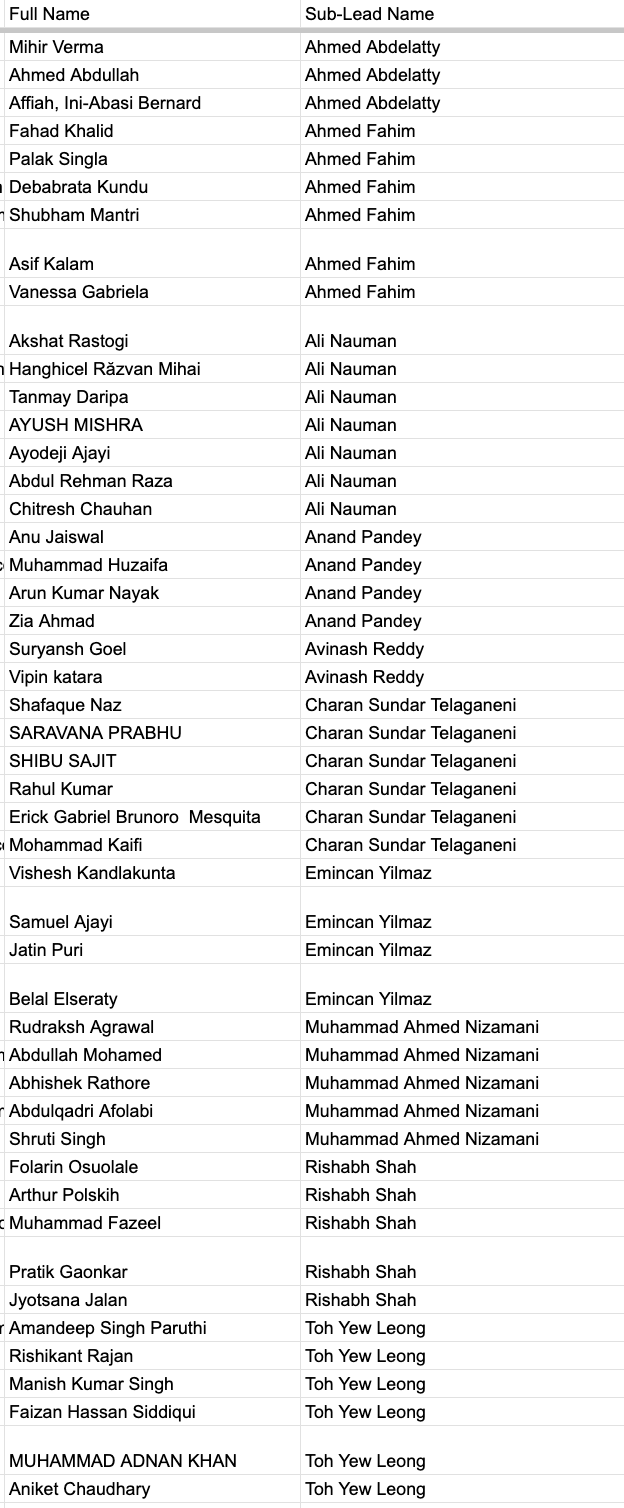 Full Name Sub-Lead Name
Mihir Verma Ahmed Abdelatty
Ahmed Abdullah Ahmed Abdelatty
Affiah, Ini-Abasi Bernard Ahmed Abdelatty
Fahad Khalid Ahmed Fahim
Palak Singla Ahmed Fahim
Debabrata Kundu Ahmed Fahim
Shubham Mantri Ahmed Fahim
Asif Kalam Ahmed Fahim
Vanessa Gabriela Ahmed Fahim
Akshat Rastogi Ali Nauman
Hanghicel Răzvan Mihai Ali Nauman
Tanmay Daripa Ali Nauman
AYUSH MISHRA Ali Nauman
Ayodeji Ajayi Ali Nauman
Abdul Rehman Raza Ali Nauman
Chitresh Chauhan Ali Nauman
Anu Jaiswal Anand Pandey
Muhammad Huzaifa Anand Pandey
Arun Kumar Nayak Anand Pandey
Zia Ahmad Anand Pandey
Suryansh Goel Avinash Reddy
Vipin katara Avinash Reddy
Shafaque Naz Charan Sundar Telaganeni
SARAVANA PRABHU Charan Sundar Telaganeni
SHIBU SAJIT Charan Sundar Telaganeni
Rahul Kumar Charan Sundar Telaganeni
Erick Gabriel Brunoro  Mesquita Charan Sundar Telaganeni
Mohammad Kaifi Charan Sundar Telaganeni
Vishesh Kandlakunta Emincan Yilmaz
Samuel Ajayi Emincan Yilmaz
Jatin Puri Emincan Yilmaz
Belal Elseraty Emincan Yilmaz
Rudraksh Agrawal Muhammad Ahmed Nizamani
Abdullah Mohamed Muhammad Ahmed Nizamani
Abhishek Rathore Muhammad Ahmed Nizamani
Abdulqadri Afolabi Muhammad Ahmed Nizamani
Shruti Singh Muhammad Ahmed Nizamani
Folarin Osuolale Rishabh Shah
Arthur Polskih Rishabh Shah
Muhammad Fazeel Rishabh Shah
Pratik Gaonkar Rishabh Shah
Jyotsana Jalan Rishabh Shah
Amandeep Singh Paruthi Toh Yew Leong
Rishikant Rajan Toh Yew Leong
Manish Kumar Singh Toh Yew Leong
Faizan Hassan Siddiqui Toh Yew Leong
MUHAMMAD ADNAN KHAN Toh Yew Leong
Aniket Chaudhary Toh Yew Leong